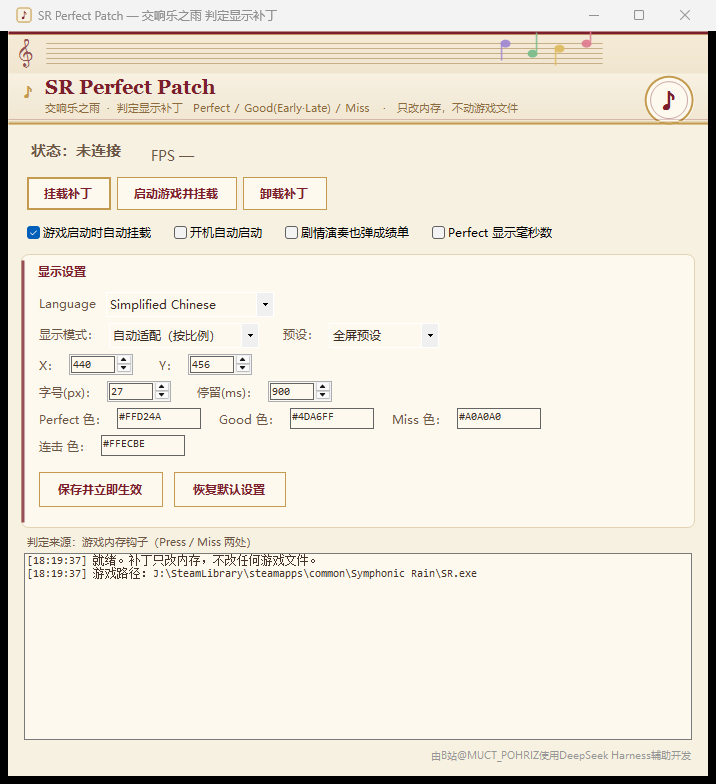 SR Perfect Patch — 交响乐之雨 判定显示补丁
SR Perfect Patch
交响乐之雨 · 判定显示补丁 Perfect / Good(Early·Late) / Miss · 只改内存，不动游戏文件
状态：未连接 FPS —
挂载补丁 启动游戏并挂载 卸载补丁
游戏启动时自动挂载 开机自动启动 剧情演奏也弹成绩单 Perfect 显示毫秒数
显示设置
Language Simplified Chinese
显示模式： 自动适配（按比例） 预设： 全屏预设
X： 440 Y： 456
字号(px)： 27 停留(ms)： 900
Perfect 色： #FFD24A Good 色： #4DA6FF Miss 色： #A0A0A0
连击 色： #FFECBE
保存并立即生效 恢复默认设置
判定来源：游戏内存钩子（Press / Miss 两处）
[18:19:37] 就绪。补丁只改内存，不改任何游戏文件。
[18:19:37] 游戏路径：J:\SteamLibrary\steamapps\common\Symphonic Rain\SR.exe
由B站@MUCT_POHRIZ使用DeepSeek Harness辅助开发